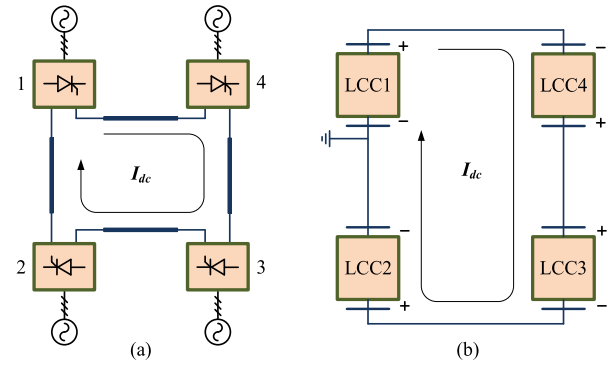 1
4
I_dc
2
3
(a)
+
−
LCC1
LCC4
−
+
I_dc
−
+
LCC2
LCC3
+
−
(b)